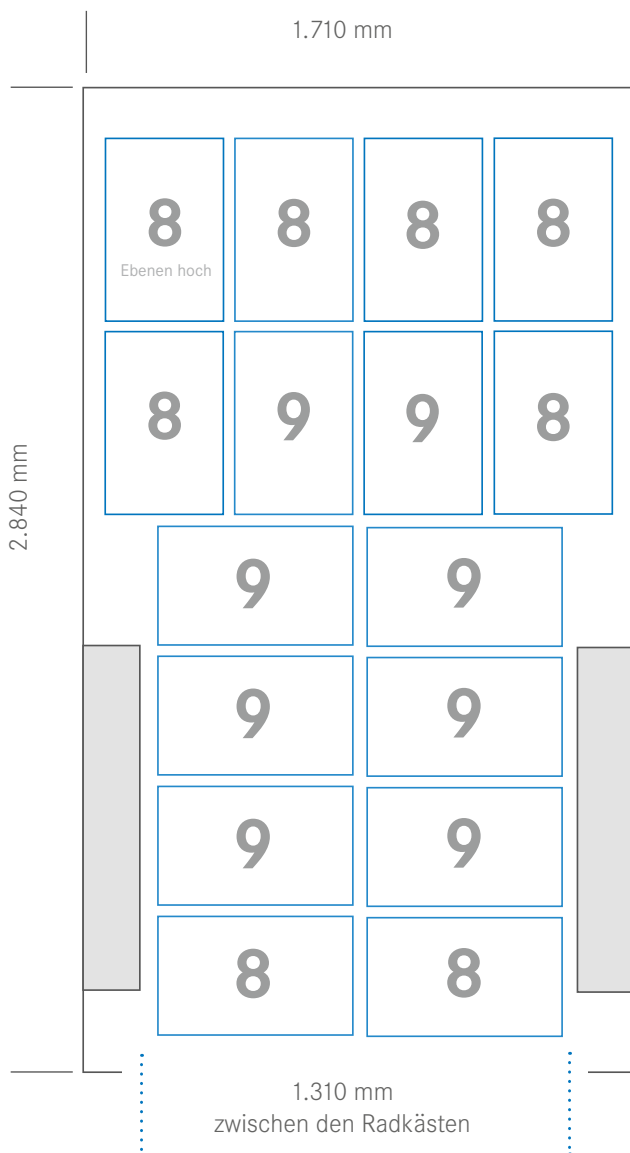 1.710 mm
8 8 8 8
Ebenen hoch
8 9 9 8
2.840 mm
9 9
9 9
9 9
8 8
1.310 mm
zwischen den Radkästen